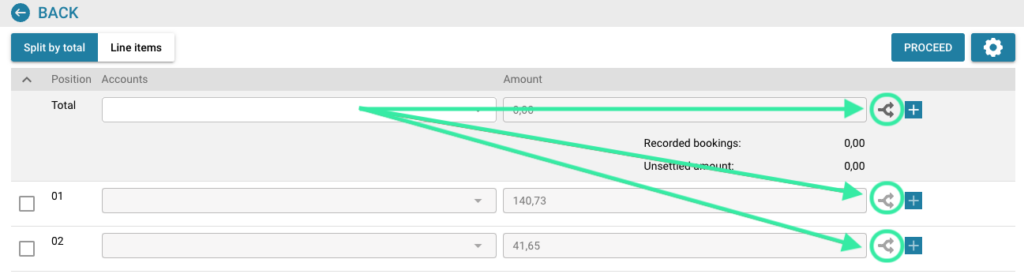 BACK
Split by total Line items PROCEED
Position Accounts Amount
Total 0,00
Recorded bookings: 0,00
Unsettled amount: 0,00
01 140,73
02 41,65